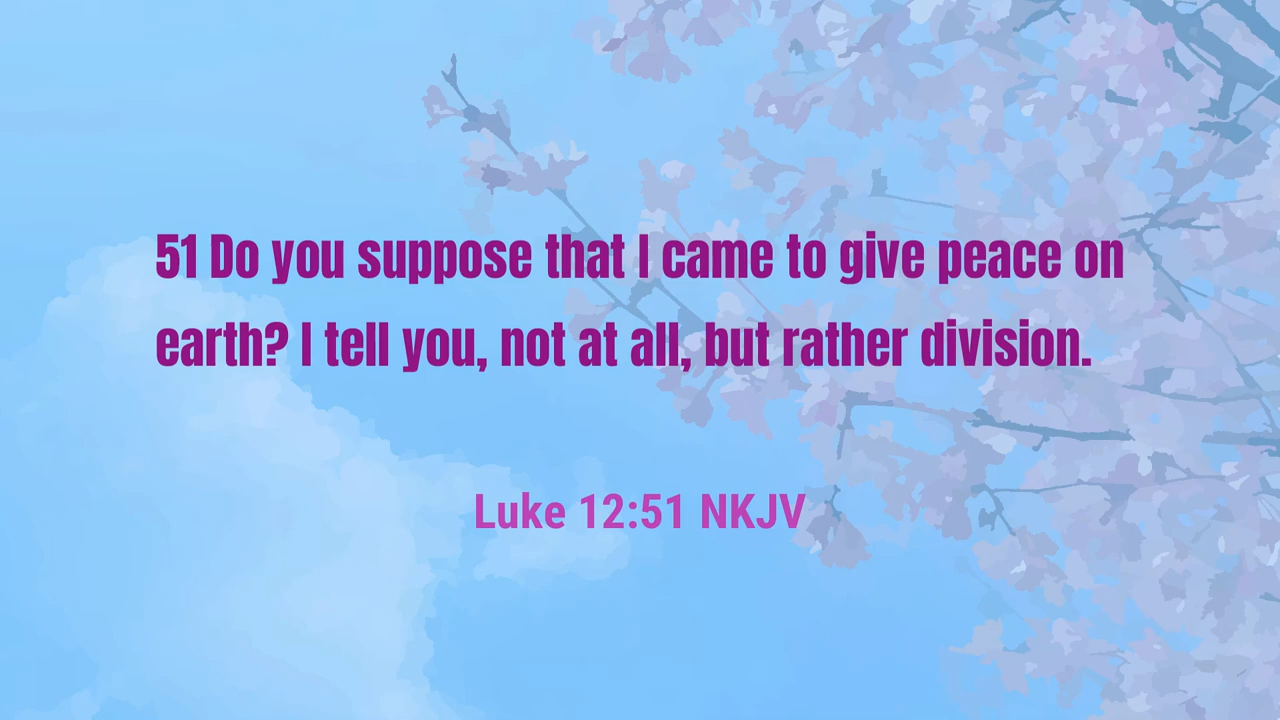 51 Do you suppose that I came to give peace on
earth? I tell you, not at all, but rather division.
Luke 12:51 NKJV